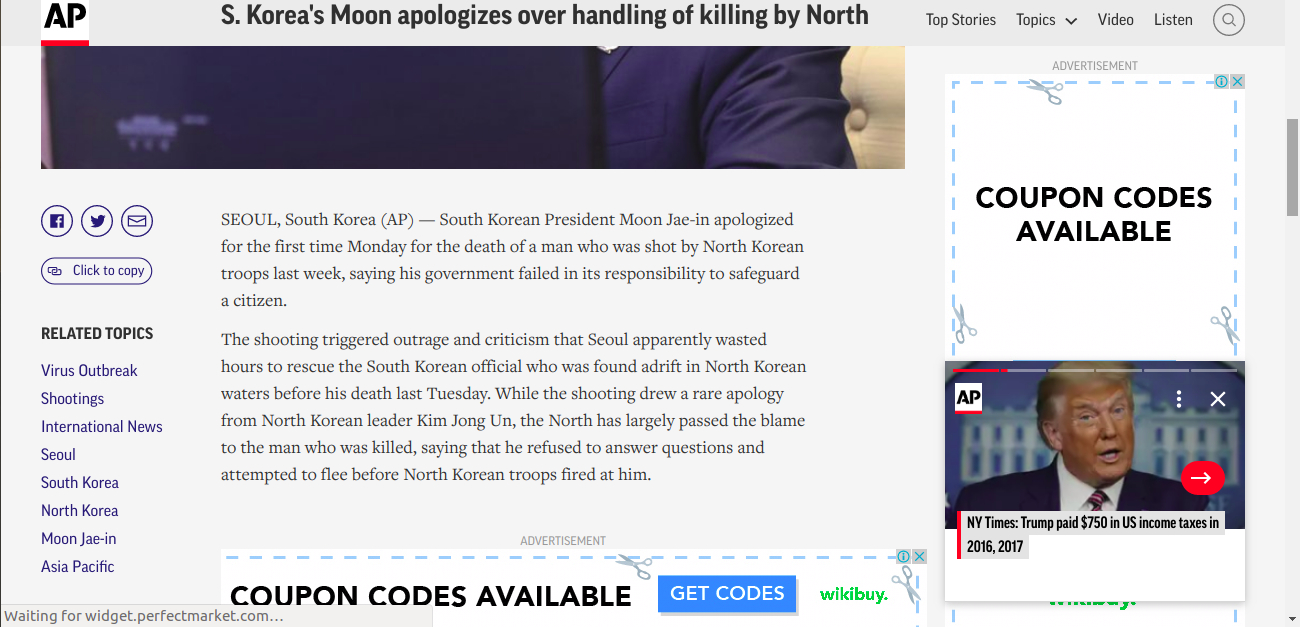 AP
S. Korea's Moon apologizes over handling of killing by North
Top Stories
Topics
Video
Listen
Click to copy
RELATED TOPICS
Virus Outbreak
Shootings
International News
Seoul
South Korea
North Korea
Moon Jae-in
Asia Pacific
SEOUL, South Korea (AP) — South Korean President Moon Jae-in apologized
for the first time Monday for the death of a man who was shot by North Korean
troops last week, saying his government failed in its responsibility to safeguard
a citizen.
The shooting triggered outrage and criticism that Seoul apparently wasted
hours to rescue the South Korean official who was found adrift in North Korean
waters before his death last Tuesday. While the shooting drew a rare apology
from North Korean leader Kim Jong Un, the North has largely passed the blame
to the man who was killed, saying that he refused to answer questions and
attempted to flee before North Korean troops fired at him.
ADVERTISEMENT
COUPON CODES AVAILABLE
GET CODES
wikibuy.
ADVERTISEMENT
COUPON CODES
AVAILABLE
AP
NY Times: Trump paid $750 in US income taxes in
2016, 2017
wikibuy.
Waiting for widget.perfectmarket.com...